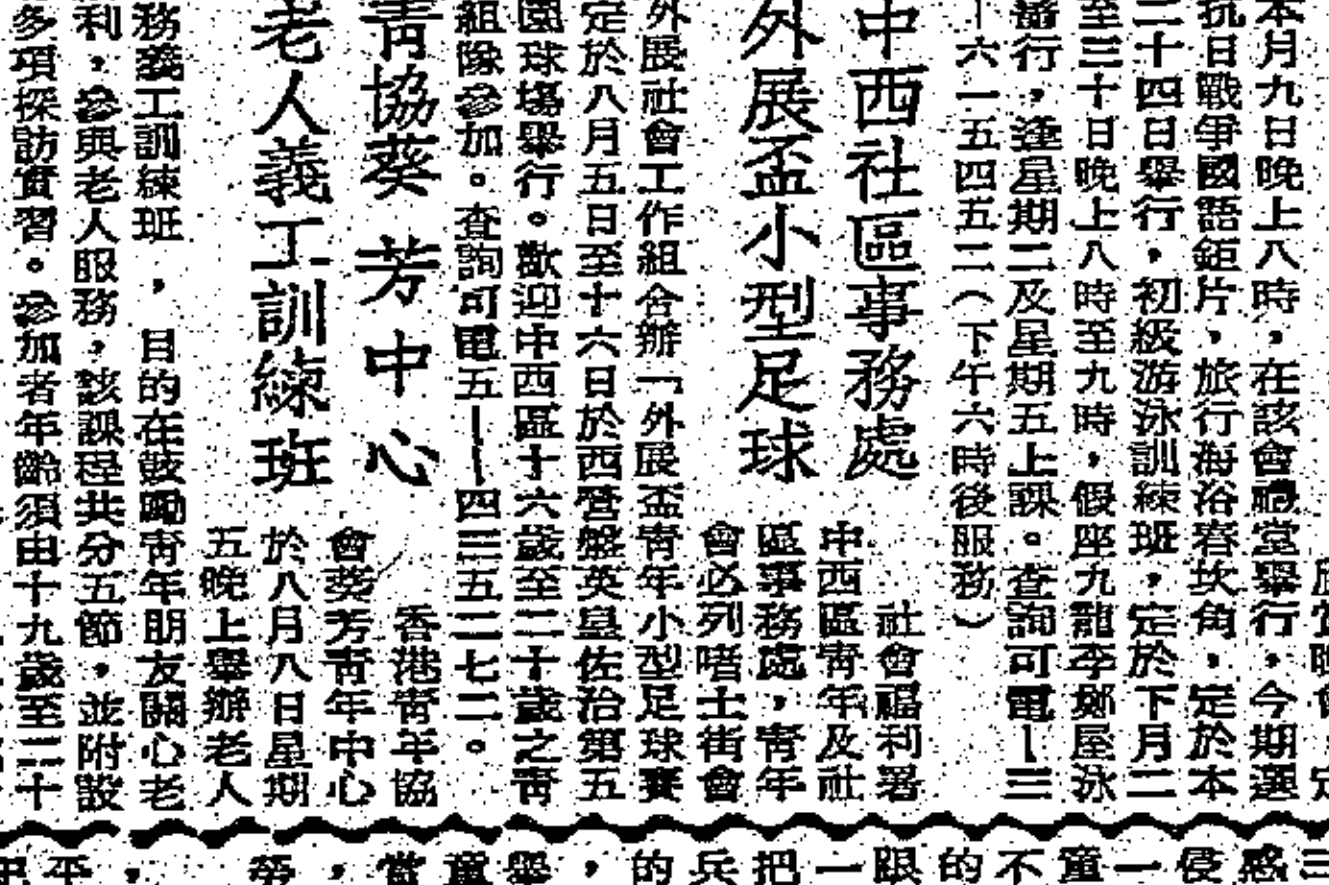 本月九日晚上八時，在該會禮堂舉行，今期選
抗日戰爭國語鉅片，旅行海浴舂坎角，定於本
二十四日舉行，初級游泳訓練班，定於下月二
至三十日晚上八時至九時，假座九龍李鄭屋泳
行，逢星期二及星期五上課。查詢可電｜三
｜六一五四五二（下午六時後服務）
中西社區事務處
外展盃小型足球
社會福利署
中西區青年及社
區事務處，青年
會必列啫士街會
外展社會工作組合辦「外展盃青年小型足球賽
定於八月五日至十六日於西營盤英皇佐治第五
園球場舉行。歡迎中西區十六歲至二十歲之青
組像參加。查詢可電五｜四三五二七二。
青協葵芳中心
老人義工訓練班
香港青年協
會葵芳青年中心
於八月八日星期
五晚上舉辦老人
務義工訓練班，目的在鼓勵青年朋友關心老
利，參與老人服務，該課程共分五節，並附設
多項探訪實習。參加者年齡須由十九歲至二十